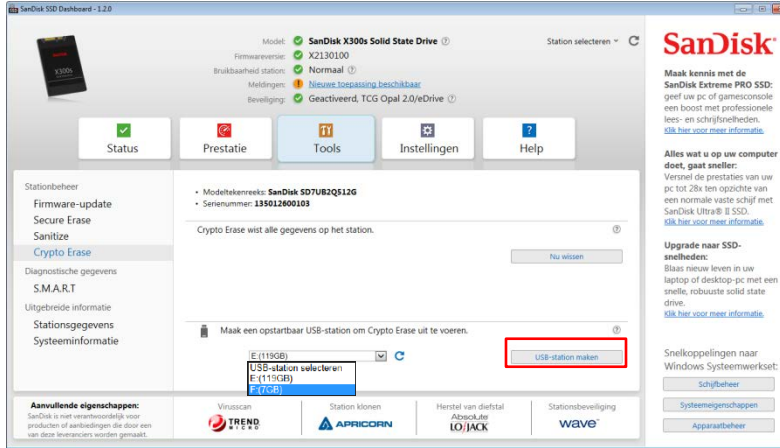 SanDisk SSD Dashboard - 1.2.0
Model: SanDisk X300s Solid State Drive
Station selecteren
Firmwareversie: X2130100
Bruikbaarheid station: Normaal
Meldingen: Nieuwe toepassing beschikbaar
Beveiliging: Geactiveerd, TCG Opal 2.0/eDrive
X300s
Status
Prestatie
Tools
Instellingen
Help
Stationbeheer
Firmware-update
Secure Erase
Sanitize
Crypto Erase
Diagnostische gegevens
S.M.A.R.T
Uitgebreide informatie
Stationsgegevens
Systeeminformatie
• Modeltekenreeks: SanDisk SD7UB2Q512G
• Serienummer: 135012600103
Crypto Erase wist alle gegevens op het station.
Nu wissen
Maak een opstartbaar USB-station om Crypto Erase uit te voeren.
E:(119GB)
USB-station selecteren
E:(119GB)
F:(7GB)
USB-station maken
Aanvullende eigenschappen:
SanDisk is niet verantwoordelijk voor
producten of aanbiedingen die door een
van deze leveranciers worden gemaakt.
Virusscan
TREND
MICRO
Station klonen
APRICORN
Herstel van diefstal
Absolute
LOJACK
Stationsbeveiliging
wave
SanDisk
Maak kennis met de
SanDisk Extreme PRO SSD:
geef uw pc of gamesconsole
een boost met professionele
lees- en schrijfsnelheden.
Klik hier voor meer informatie.
Alles wat u op uw computer
doet, gaat sneller:
Versnel de prestaties van uw
pc tot 28x ten opzichte van
een normale vaste schijf met
SanDisk Ultra® II SSD.
Klik hier voor meer informatie.
Upgrade naar SSD-
snelheden:
Blaas nieuw leven in uw
laptop of desktop-pc met een
snelle, robuuste solid state
drive.
Klik hier voor meer informatie.
Snelkoppelingen naar
Windows Systeemwerkset:
Schijfbeheer
Systeemeigenschappen
Apparaatbeheer